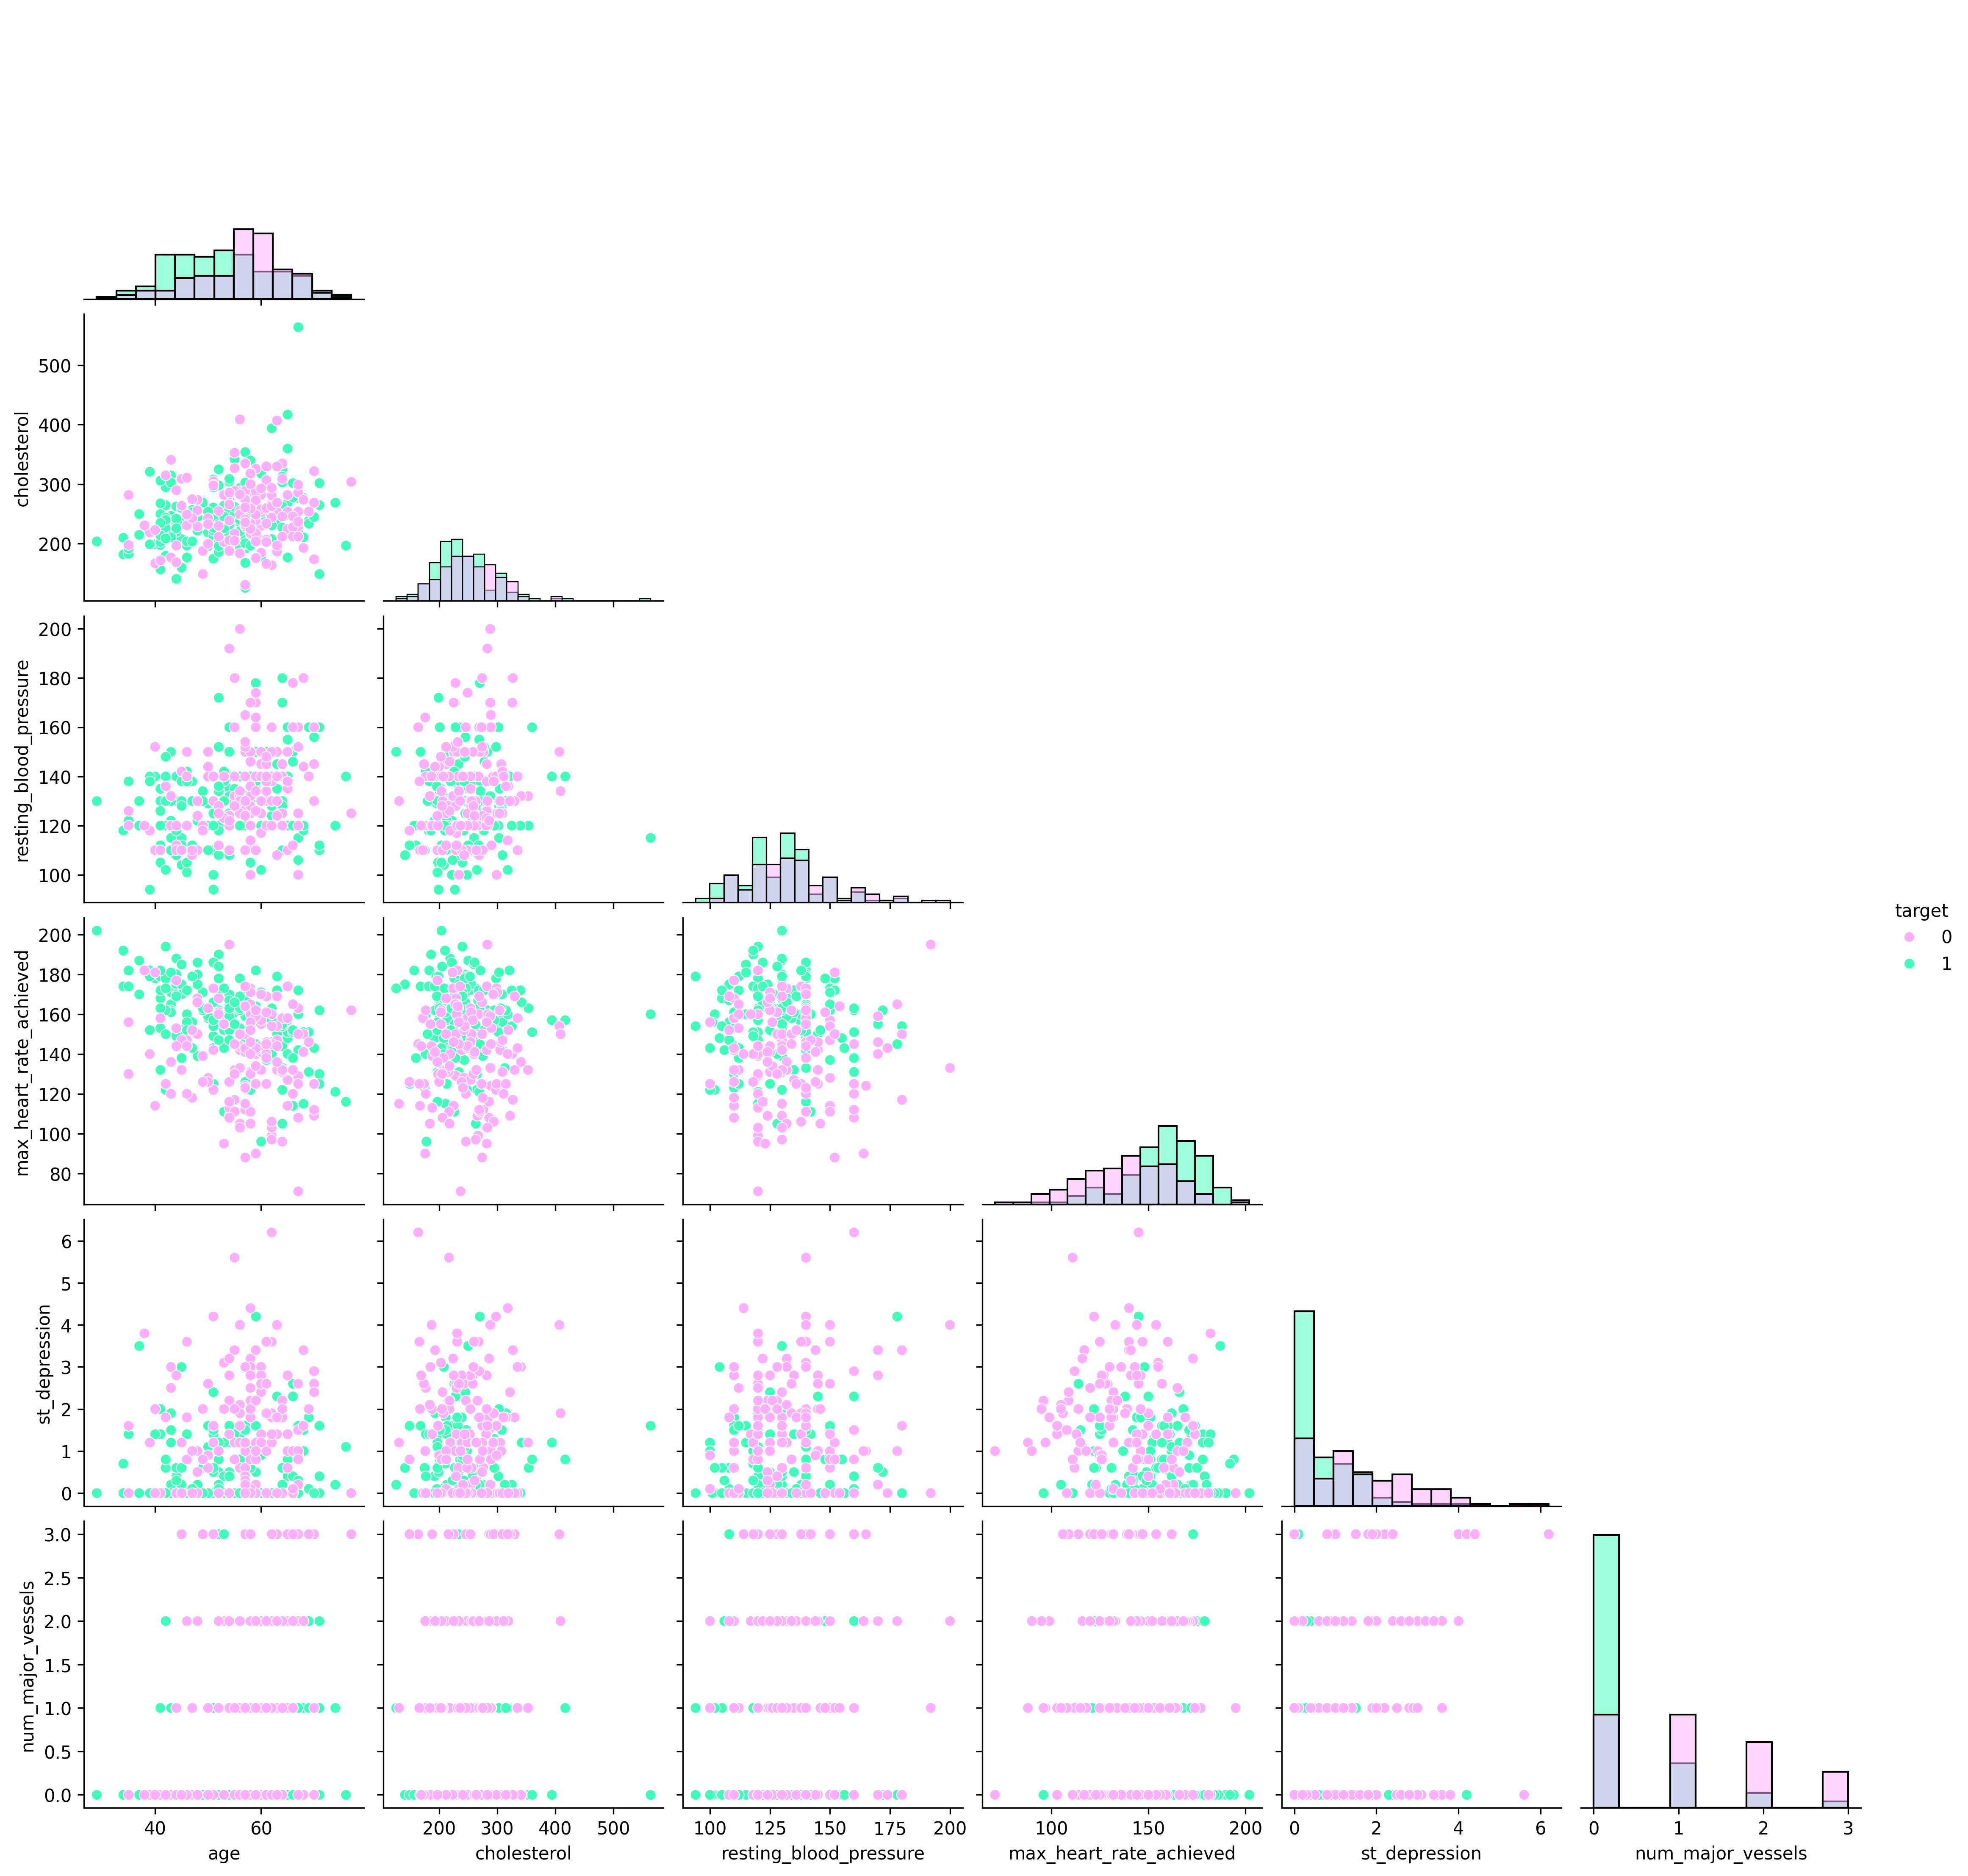 500
400
300
200
cholesterol
200
180
160
140
120
100
resting_blood_pressure
200
180
160
140
120
100
80
max_heart_rate_achieved
target
0
1
6
5
4
3
2
1
0
st_depression
3.0
2.5
2.0
1.5
1.0
0.5
0.0
num_major_vessels
40 60
200 300 400 500
100 125 150 175 200
100 150 200
0 2 4 6
0 1 2 3
age
cholesterol
resting_blood_pressure
max_heart_rate_achieved
st_depression
num_major_vessels